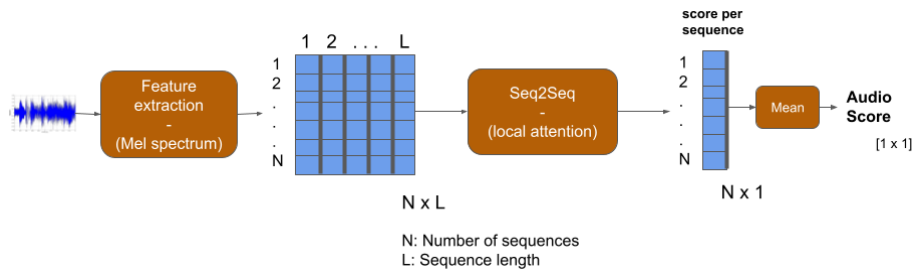 score per
sequence
1 2 . . . L
1
2
.
.
.
N
Feature
extraction
-
(Mel spectrum)
Seq2Seq
-
(local attention)
1
2
.
.
.
N
Mean
Audio
Score
[1 x 1]
N x L
N x 1
N: Number of sequences
L: Sequence length